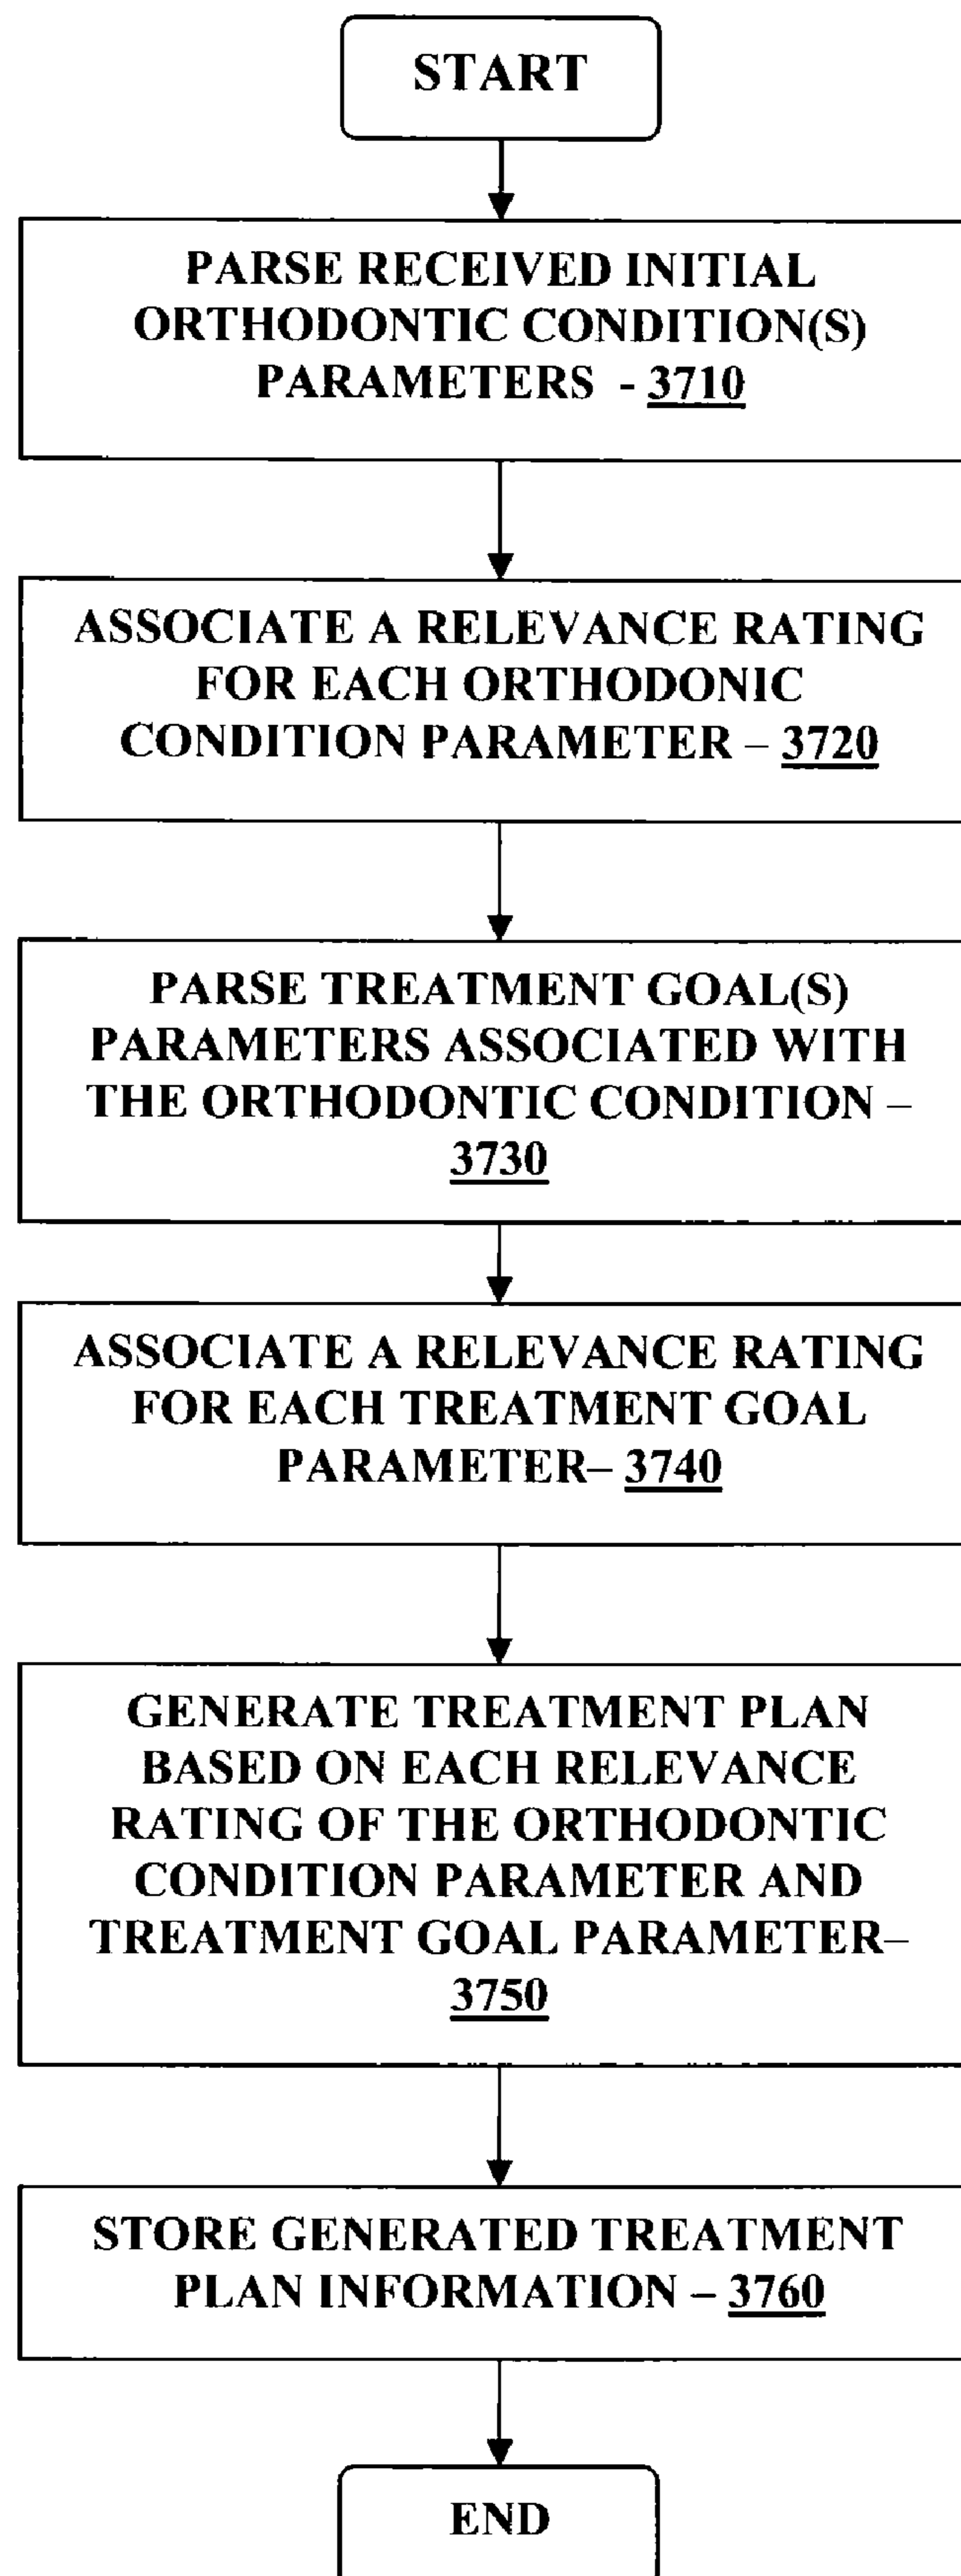 START
PARSE RECEIVED INITIAL
ORTHODONTIC CONDITION(S)
PARAMETERS - 3710
ASSOCIATE A RELEVANCE RATING
FOR EACH ORTHODONIC
CONDITION PARAMETER – 3720
PARSE TREATMENT GOAL(S)
PARAMETERS ASSOCIATED WITH
THE ORTHODONTIC CONDITION –
3730
ASSOCIATE A RELEVANCE RATING
FOR EACH TREATMENT GOAL
PARAMETER– 3740
GENERATE TREATMENT PLAN
BASED ON EACH RELEVANCE
RATING OF THE ORTHODONTIC
CONDITION PARAMETER AND
TREATMENT GOAL PARAMETER–
3750
STORE GENERATED TREATMENT
PLAN INFORMATION – 3760
END